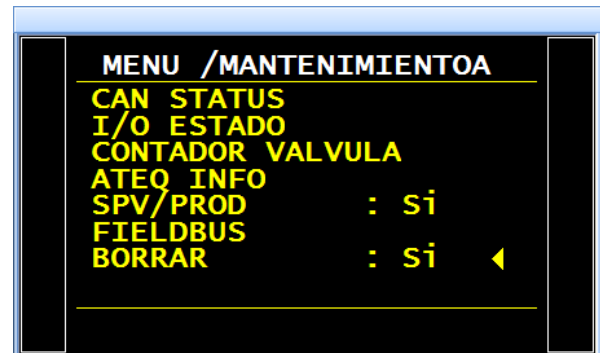 MENU /MANTENIMIENTOA
CAN STATUS
I/O ESTADO
CONTADOR VALVULA
ATEQ INFO
SPV/PROD : Si
FIELDBUS
BORRAR : Si